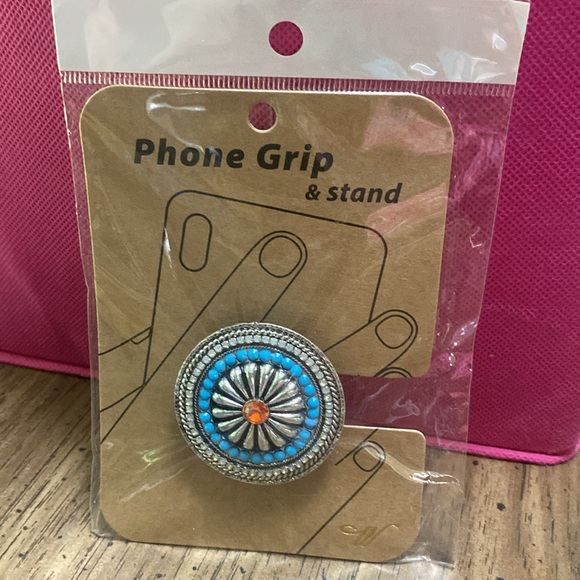 Phone Grip
& stand